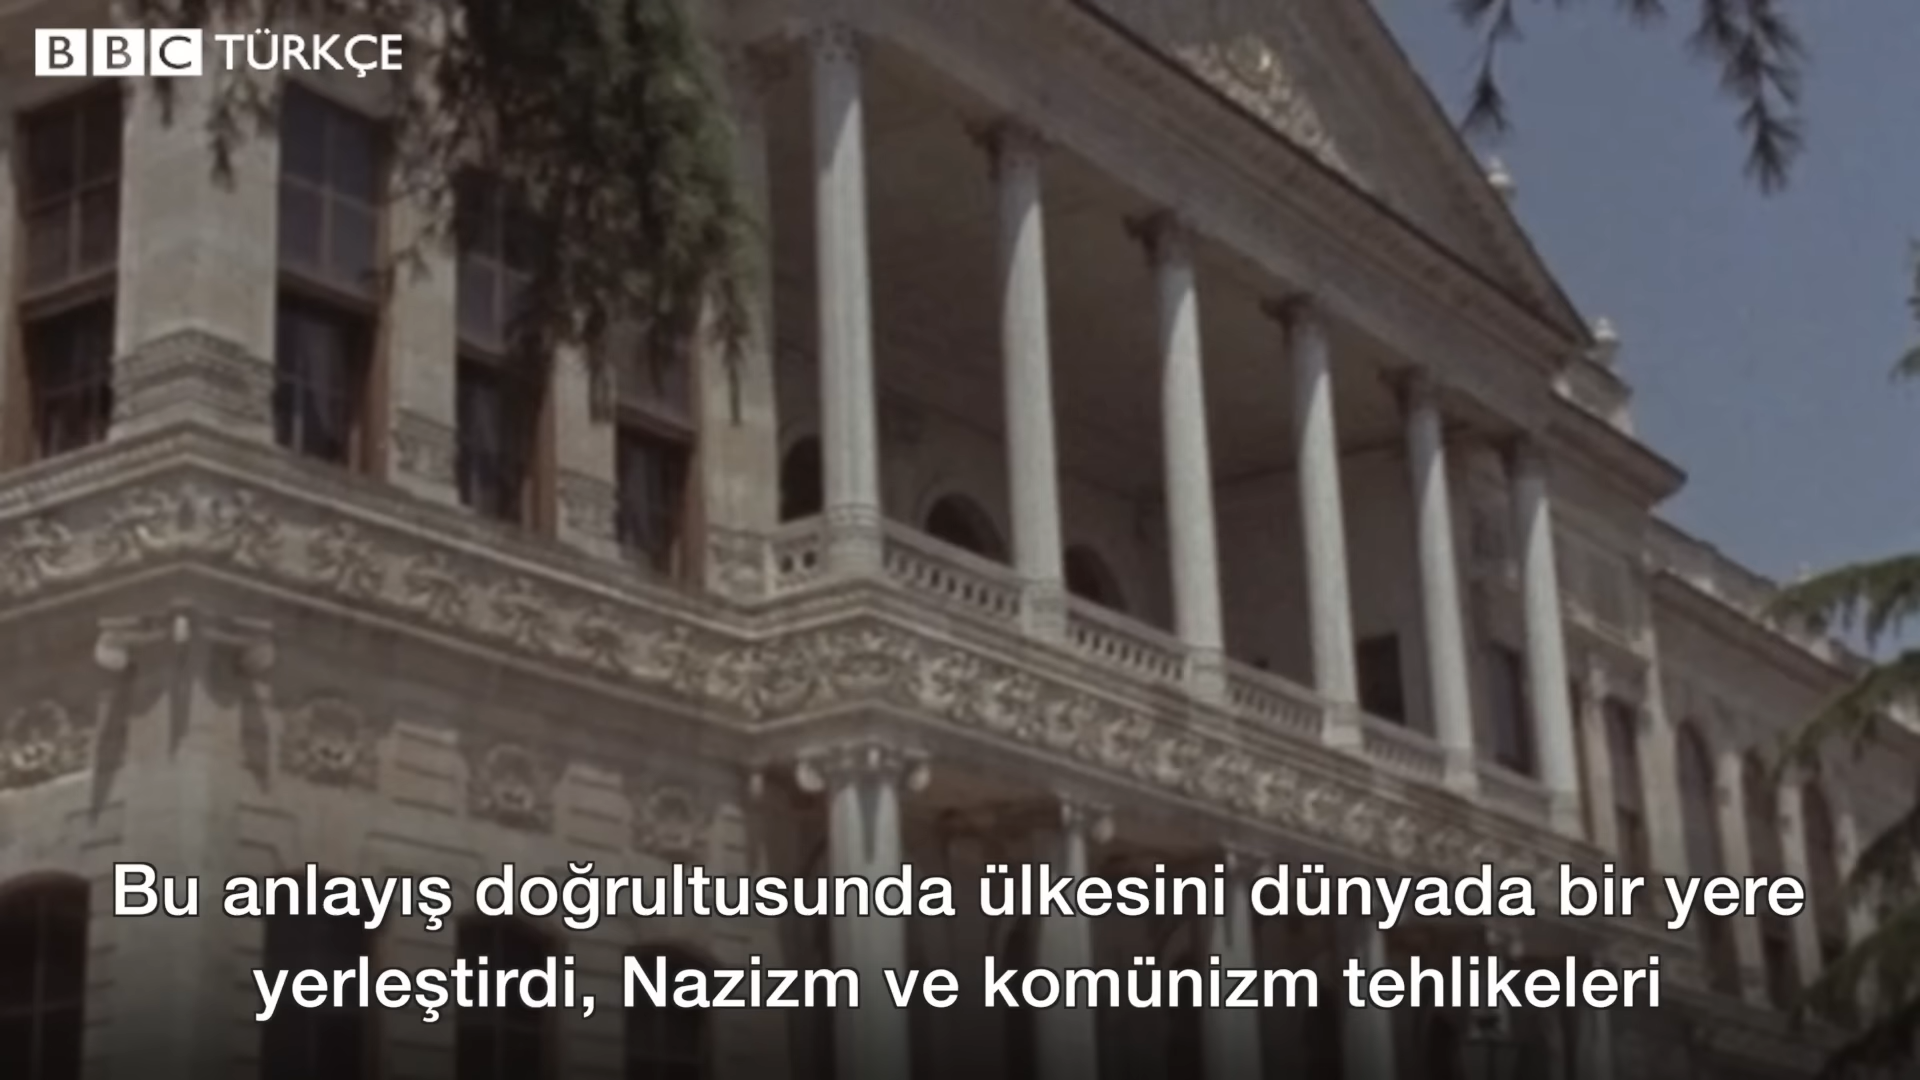 BBC TÜRKÇE
Bu anlayış doğrultusunda ülkesini dünyada bir yere
yerleştirdi, Nazizm ve komünizm tehlikeleri